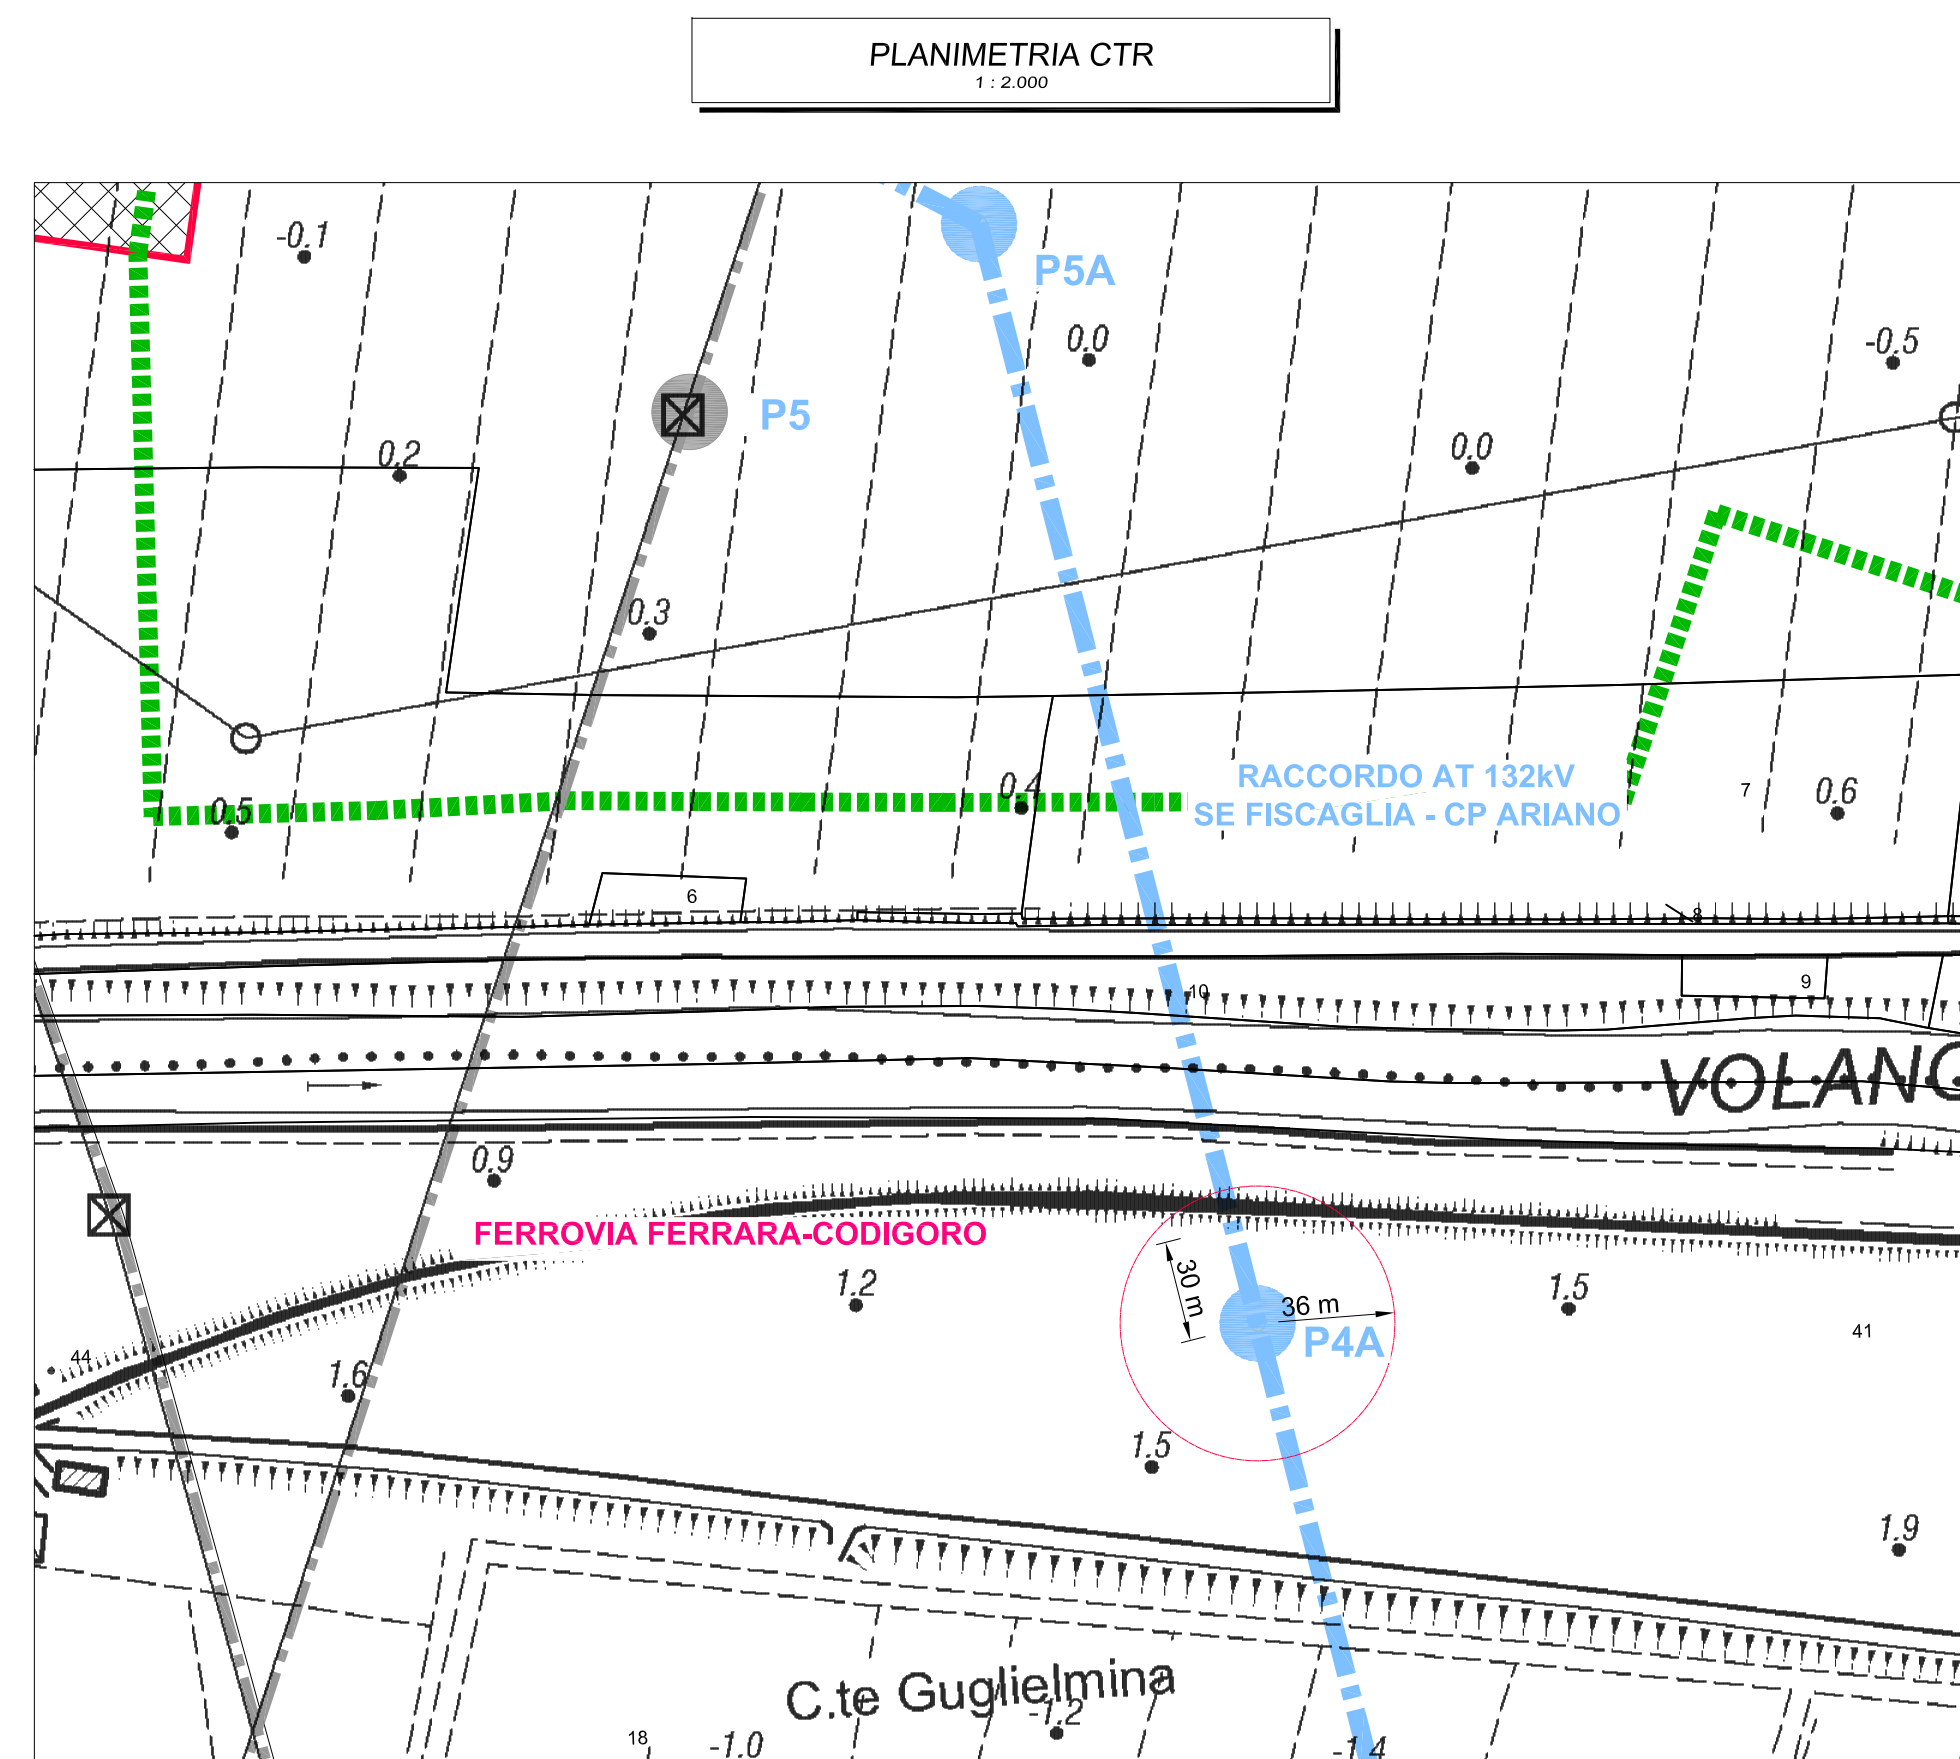 PLANIMETRIA CTR
1 : 2.000
-0.1
P5A
0.0
-0.5
P5
0.2
0.0
0.3
RACCORDO AT 132kV
SE FISCAGLIA - CP ARIANO
0.4
7
0.6
0.5
6
8
9
10
VOLANO
0.9
FERROVIA FERRARA-CODIGORO
30 m
36 m
1.2
1.5
P4A
41
44
1.6
1.5
1.9
C.te Guglielmina
-1.2
18
-1.0
-1.4